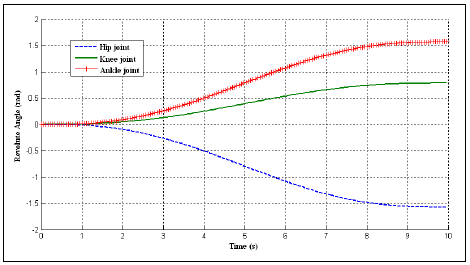 2
1.5
1
0.5
0
-0.5
-1
-1.5
-2
Revolute Angle (rad)
Hip joint
Knee joint
Ankle joint
0 1 2 3 4 5 6 7 8 9 10
Time (s)